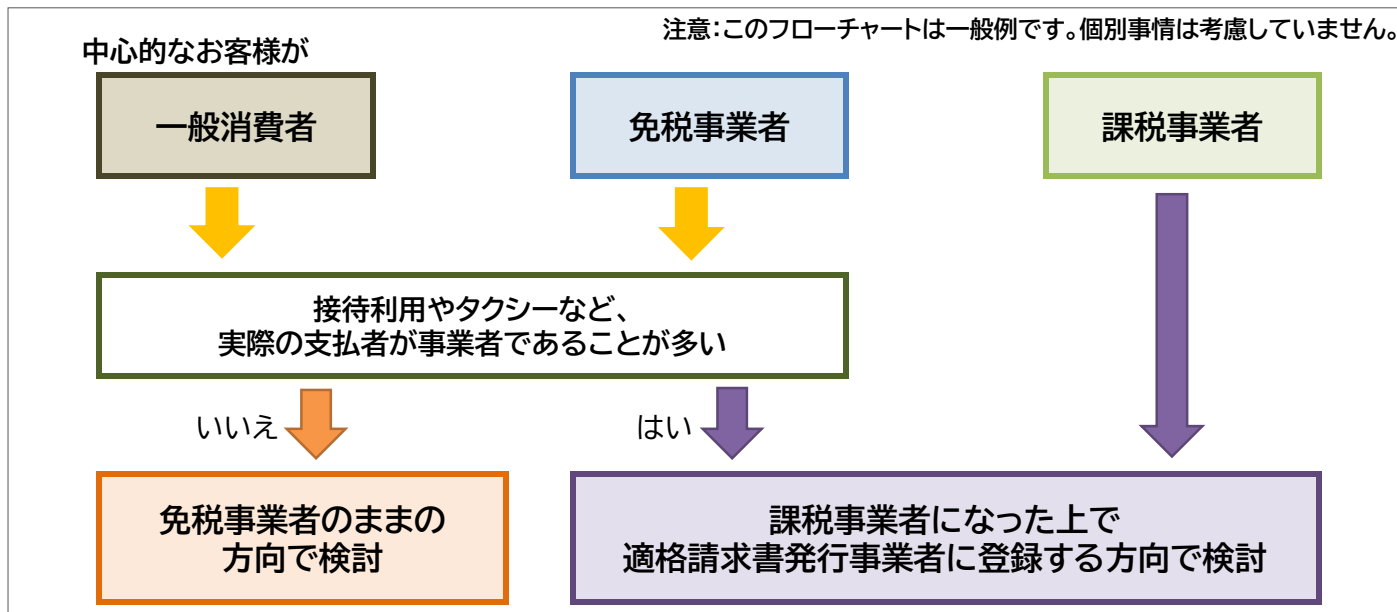 注意：このフローチャートは一般例です。個別事情は考慮していません。
中心的なお客様が
一般消費者
免税事業者
課税事業者
接待利用やタクシーなど、
実際の支払者が事業者であることが多い
いいえ
はい
免税事業者のままの
方向で検討
課税事業者になった上で
適格請求書発行事業者に登録する方向で検討